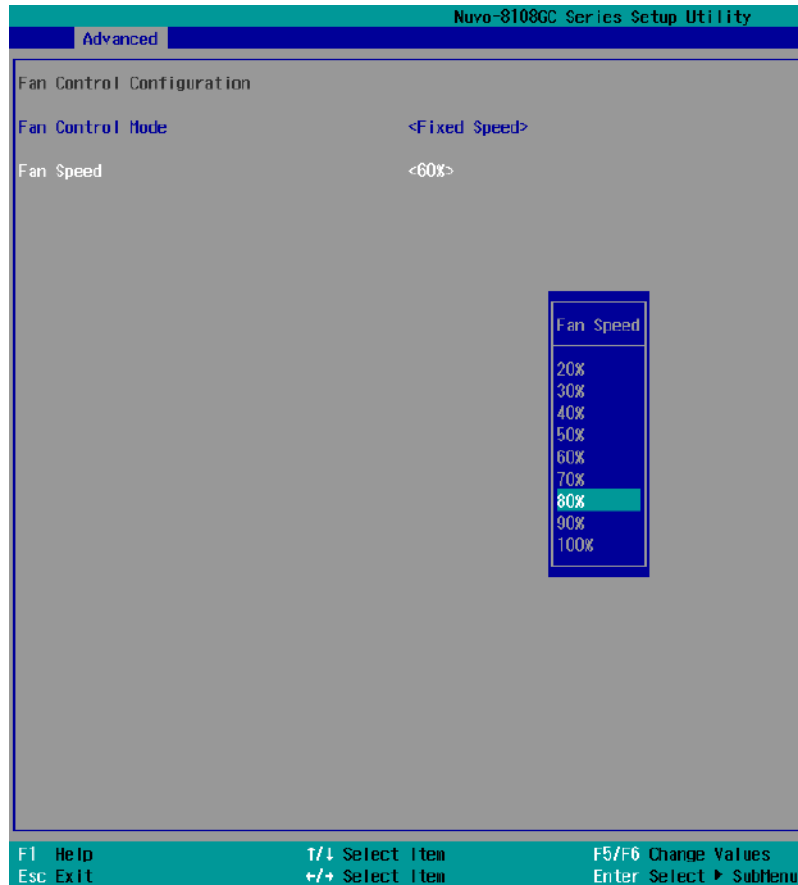 Nuvo-8108GC Series Setup Utility
Advanced
Fan Control Configuration
Fan Control Mode <Fixed Speed>
Fan Speed <60%>
Fan Speed
20%
30%
40%
50%
60%
70%
80%
90%
100%
F1 Help ↑/↓ Select Item F5/F6 Change Values
Esc Exit ←/→ Select Item Enter Select ▶ SubMenu